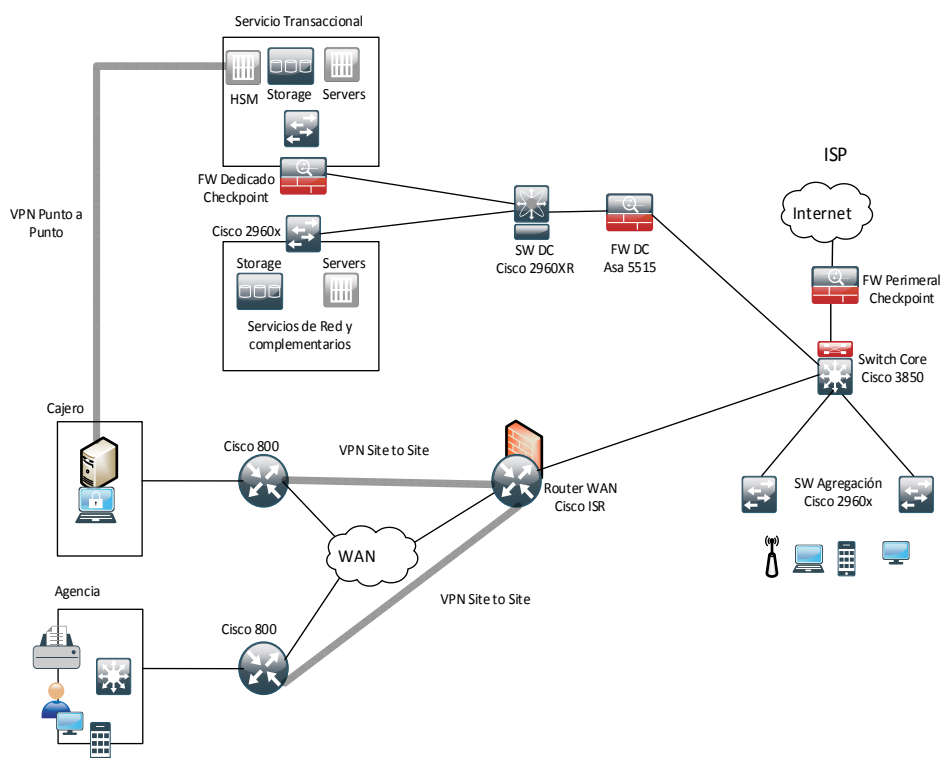 Servicio Transaccional
HSM
Storage
Servers
FW Dedicado
Checkpoint
VPN Punto a
Punto
Cisco 2960x
Storage
Servers
Servicios de Red y
complementarios
SW DC
Cisco 2960XR
FW DC
Asa 5515
ISP
Internet
FW Perimeral
Checkpoint
Switch Core
Cisco 3850
Cajero
Cisco 800
VPN Site to Site
Router WAN
Cisco ISR
SW Agregación
Cisco 2960x
WAN
VPN Site to Site
Agencia
Cisco 800